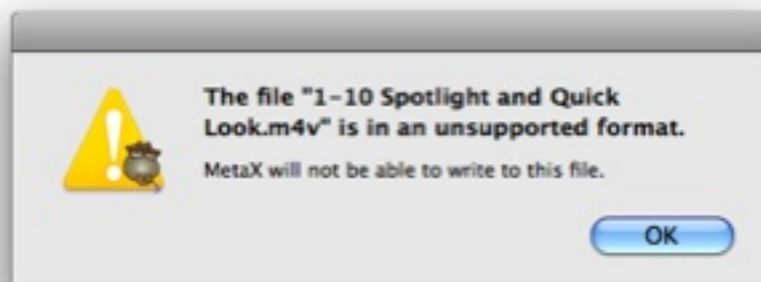 The file "1-10 Spotlight and Quick
Look.m4v" is in an unsupported format.
MetaX will not be able to write to this file.
OK